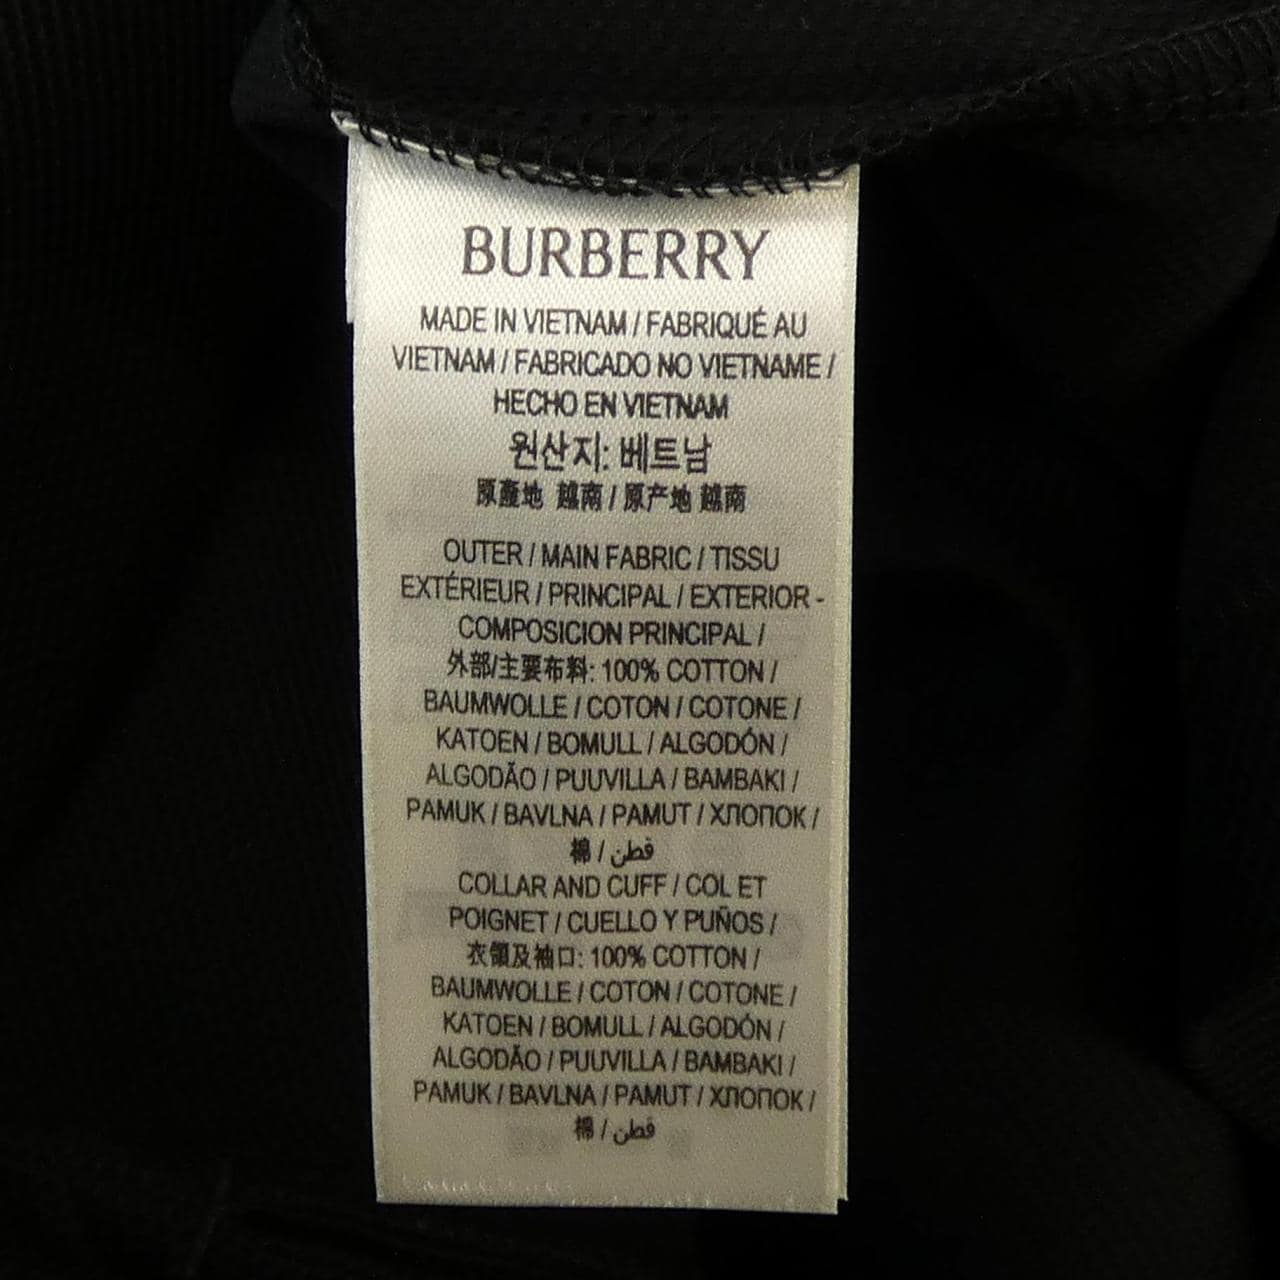 BURBERRY
MADE IN VIETNAM / FABRIQUÉ AU
VIETNAM / FABRICADO NO VIETNAME /
HECHO EN VIETNAM
원산지: 베트남
原產地 越南 / 原产地 越南
OUTER / MAIN FABRIC / TISSU
EXTÉRIEUR / PRINCIPAL / EXTERIOR -
COMPOSICION PRINCIPAL /
外部/主要布料: 100% COTTON /
BAUMWOLLE / COTON / COTONE /
KATOEN / BOMULL / ALGODÓN /
ALGODÃO / PUUVILLA / BAMBAKI /
PAMUK / BAVLNA / PAMUT / ХЛОПОК /
棉 / قطن
COLLAR AND CUFF / COL ET
POIGNET / CUELLO Y PUÑOS /
衣領及袖口: 100% COTTON /
BAUMWOLLE / COTON / COTONE /
KATOEN / BOMULL / ALGODÓN /
ALGODÃO / PUUVILLA / BAMBAKI /
PAMUK / BAVLNA / PAMUT / ХЛОПОК /
棉 / قطن